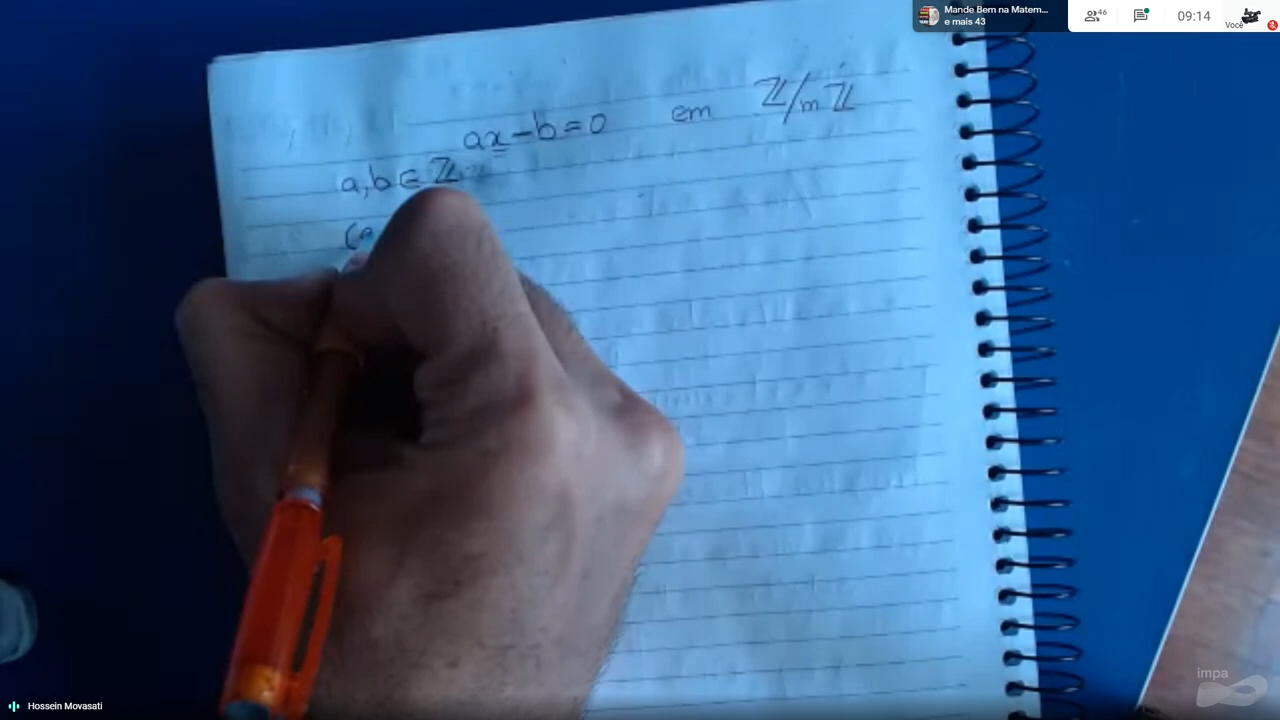 Mande Bem na Matem...
e mais 43
46
09:14
Você
ax-b=0 em ℤ/mℤ
a,b∈ℤ
(a
impa
Hossein Movasati